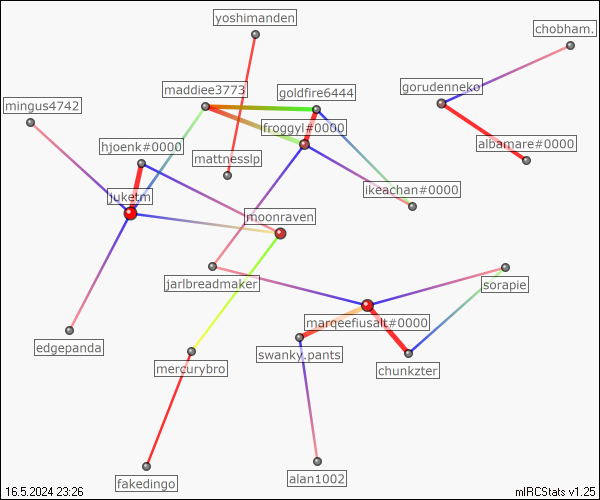 yoshimanden
chobham.
maddiee3773
goldfire6444
gorudenneko
mingus4742
froggyl#0000
hjoenk#0000
albamare#0000
mattnesslp
ikeachan#0000
juketm
moonraven
jarlbreadmaker
sorapie
marqeefiusalt#0000
edgepanda
swanky.pants
mercurybro
chunkzter
alan1002
fakedingo
16.5.2024 23:26
mIRCStats v1.25